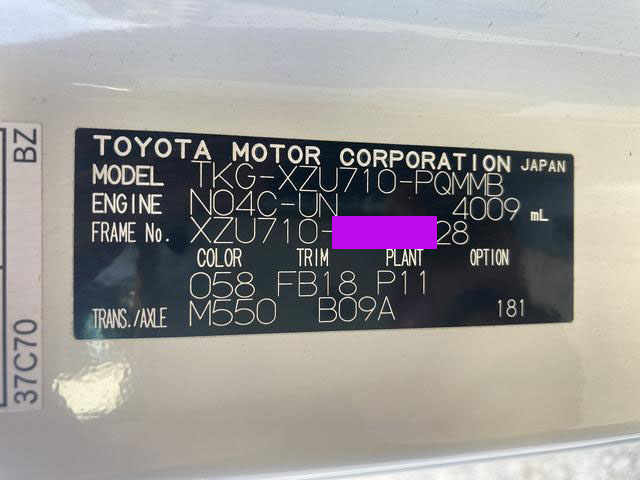 TOYOTA MOTOR CORPORATION JAPAN
MODEL TKG-XZU710-PQMMB
ENGINE N04C-UN 4009 mL
FRAME No. XZU710- 28
COLOR TRIM PLANT OPTION
058 FB18 P11
TRANS./AXLE M550 B09A 181
37C70 BZ